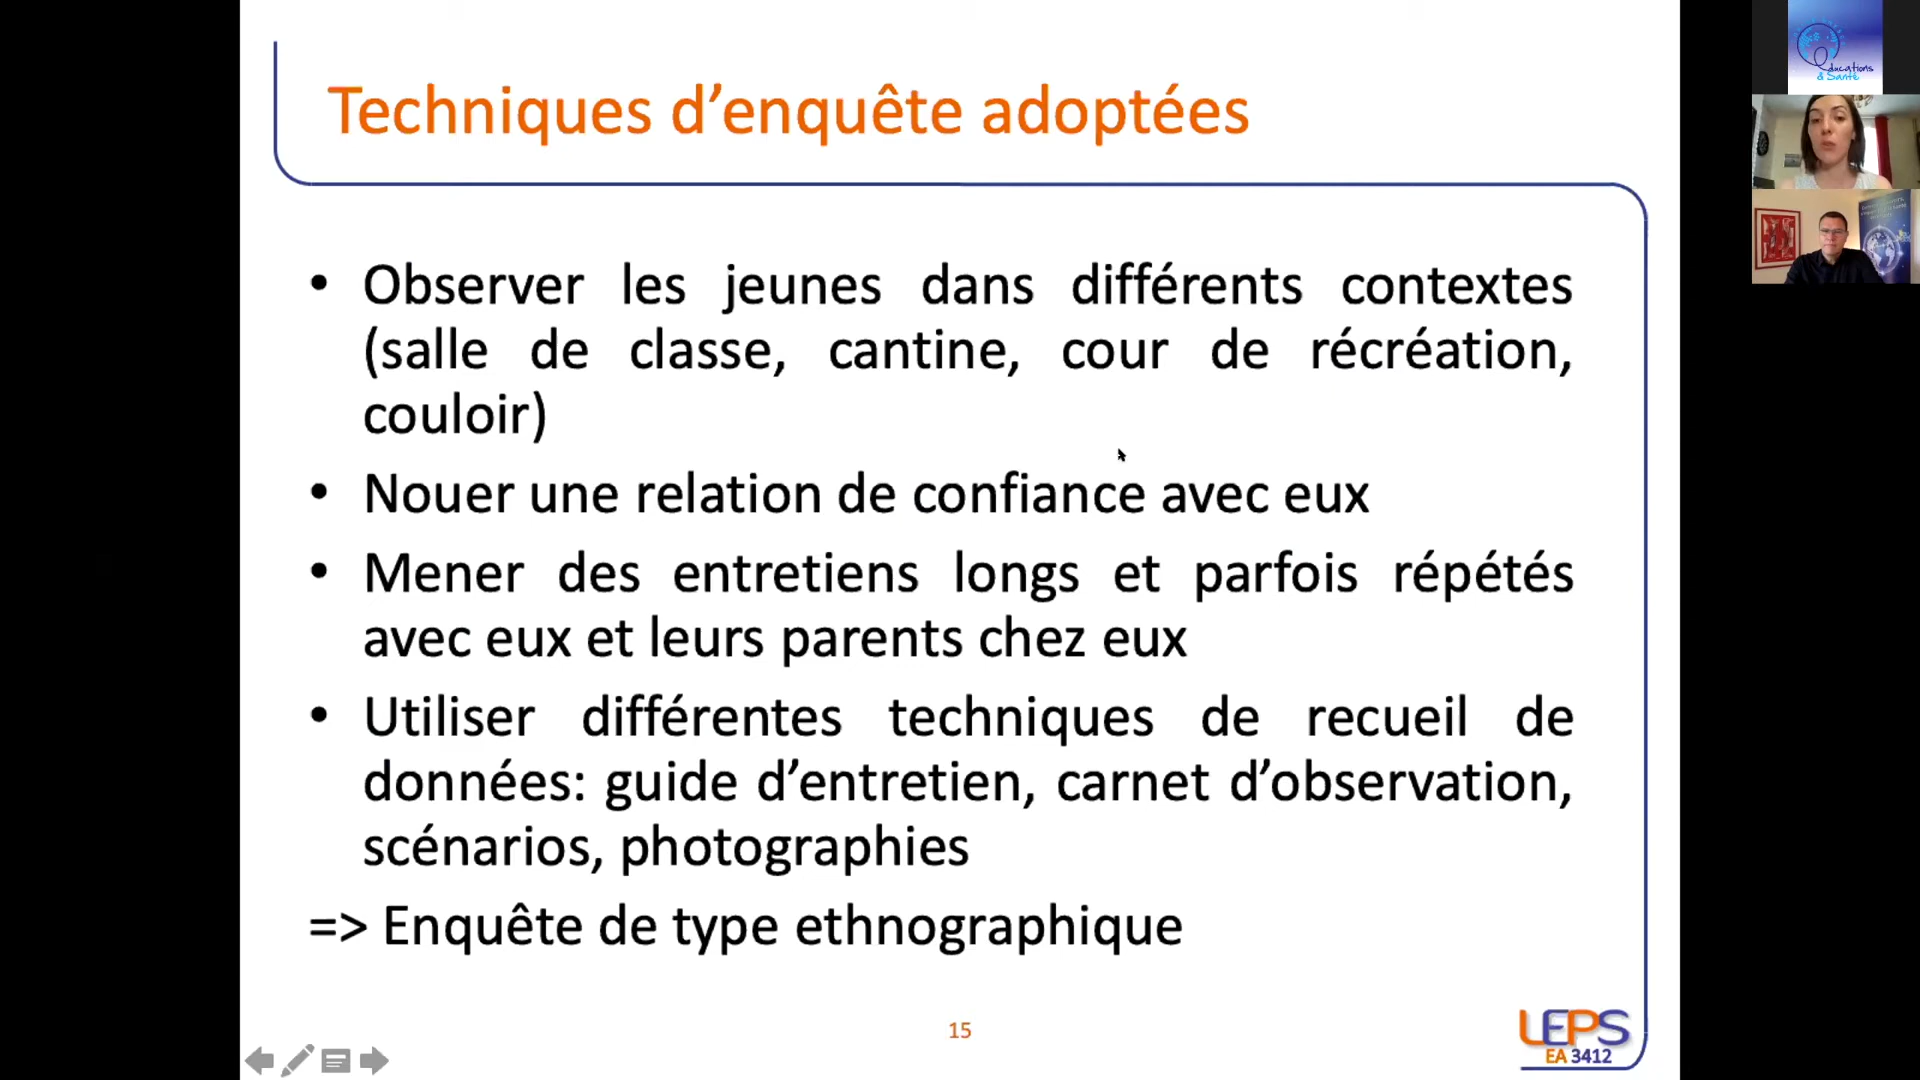 Techniques d’enquête adoptées
• Observer les jeunes dans différents contextes
(salle de classe, cantine, cour de récréation,
couloir)
• Nouer une relation de confiance avec eux
• Mener des entretiens longs et parfois répétés
avec eux et leurs parents chez eux
• Utiliser différentes techniques de recueil de
données: guide d’entretien, carnet d’observation,
scénarios, photographies
=> Enquête de type ethnographique
15
LEPS
EA 3412
Educations
& Santé